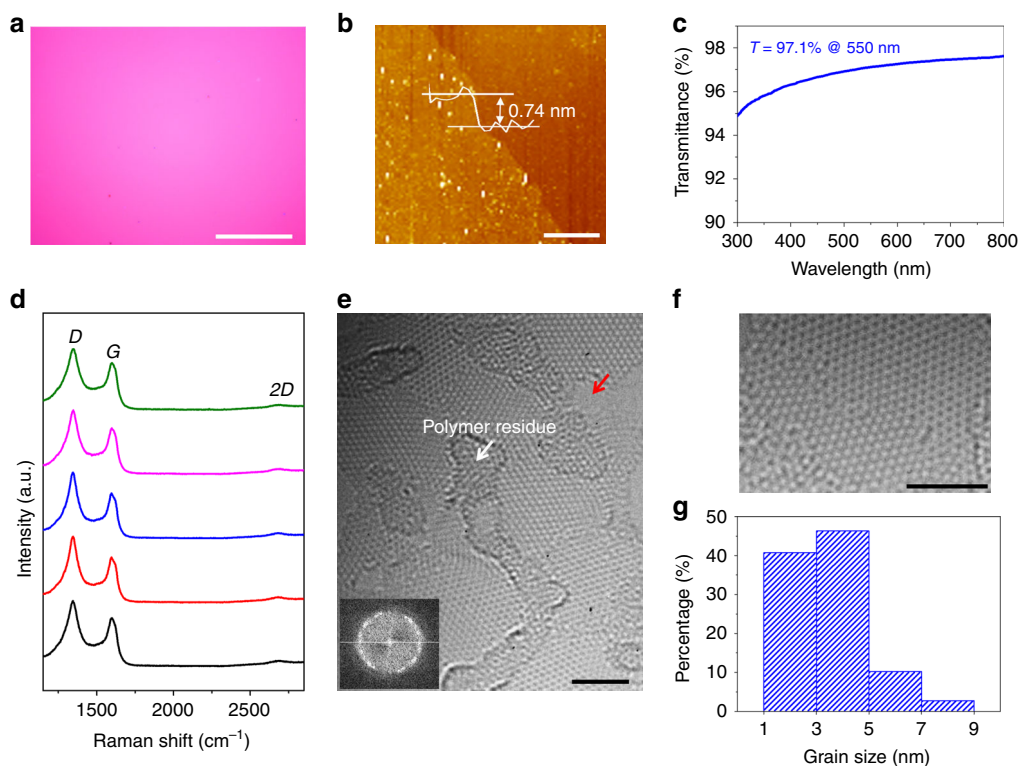 a
b
0.74 nm
c
T = 97.1% @ 550 nm
98
96
94
92
90
Transmittance (%)
300 400 500 600 700 800
Wavelength (nm)
d
D
G
2D
Intensity (a.u.)
1500 2000 2500
Raman shift (cm⁻¹)
e
Polymer residue
f
g
50
40
30
20
10
0
Percentage (%)
1 3 5 7 9
Grain size (nm)